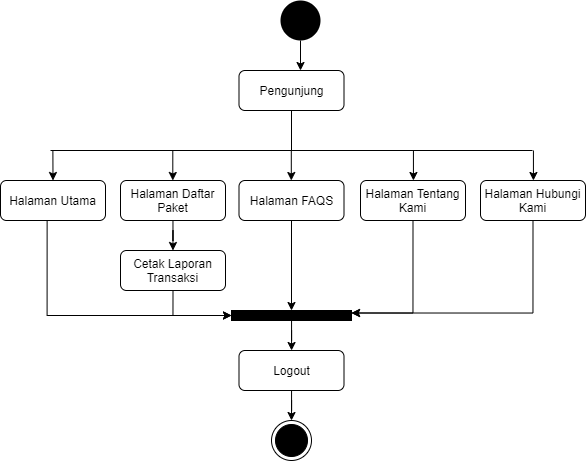 Pengunjung
Halaman Utama
Halaman Daftar
Paket
Halaman FAQS
Halaman Tentang
Kami
Halaman Hubungi
Kami
Cetak Laporan
Transaksi
Logout